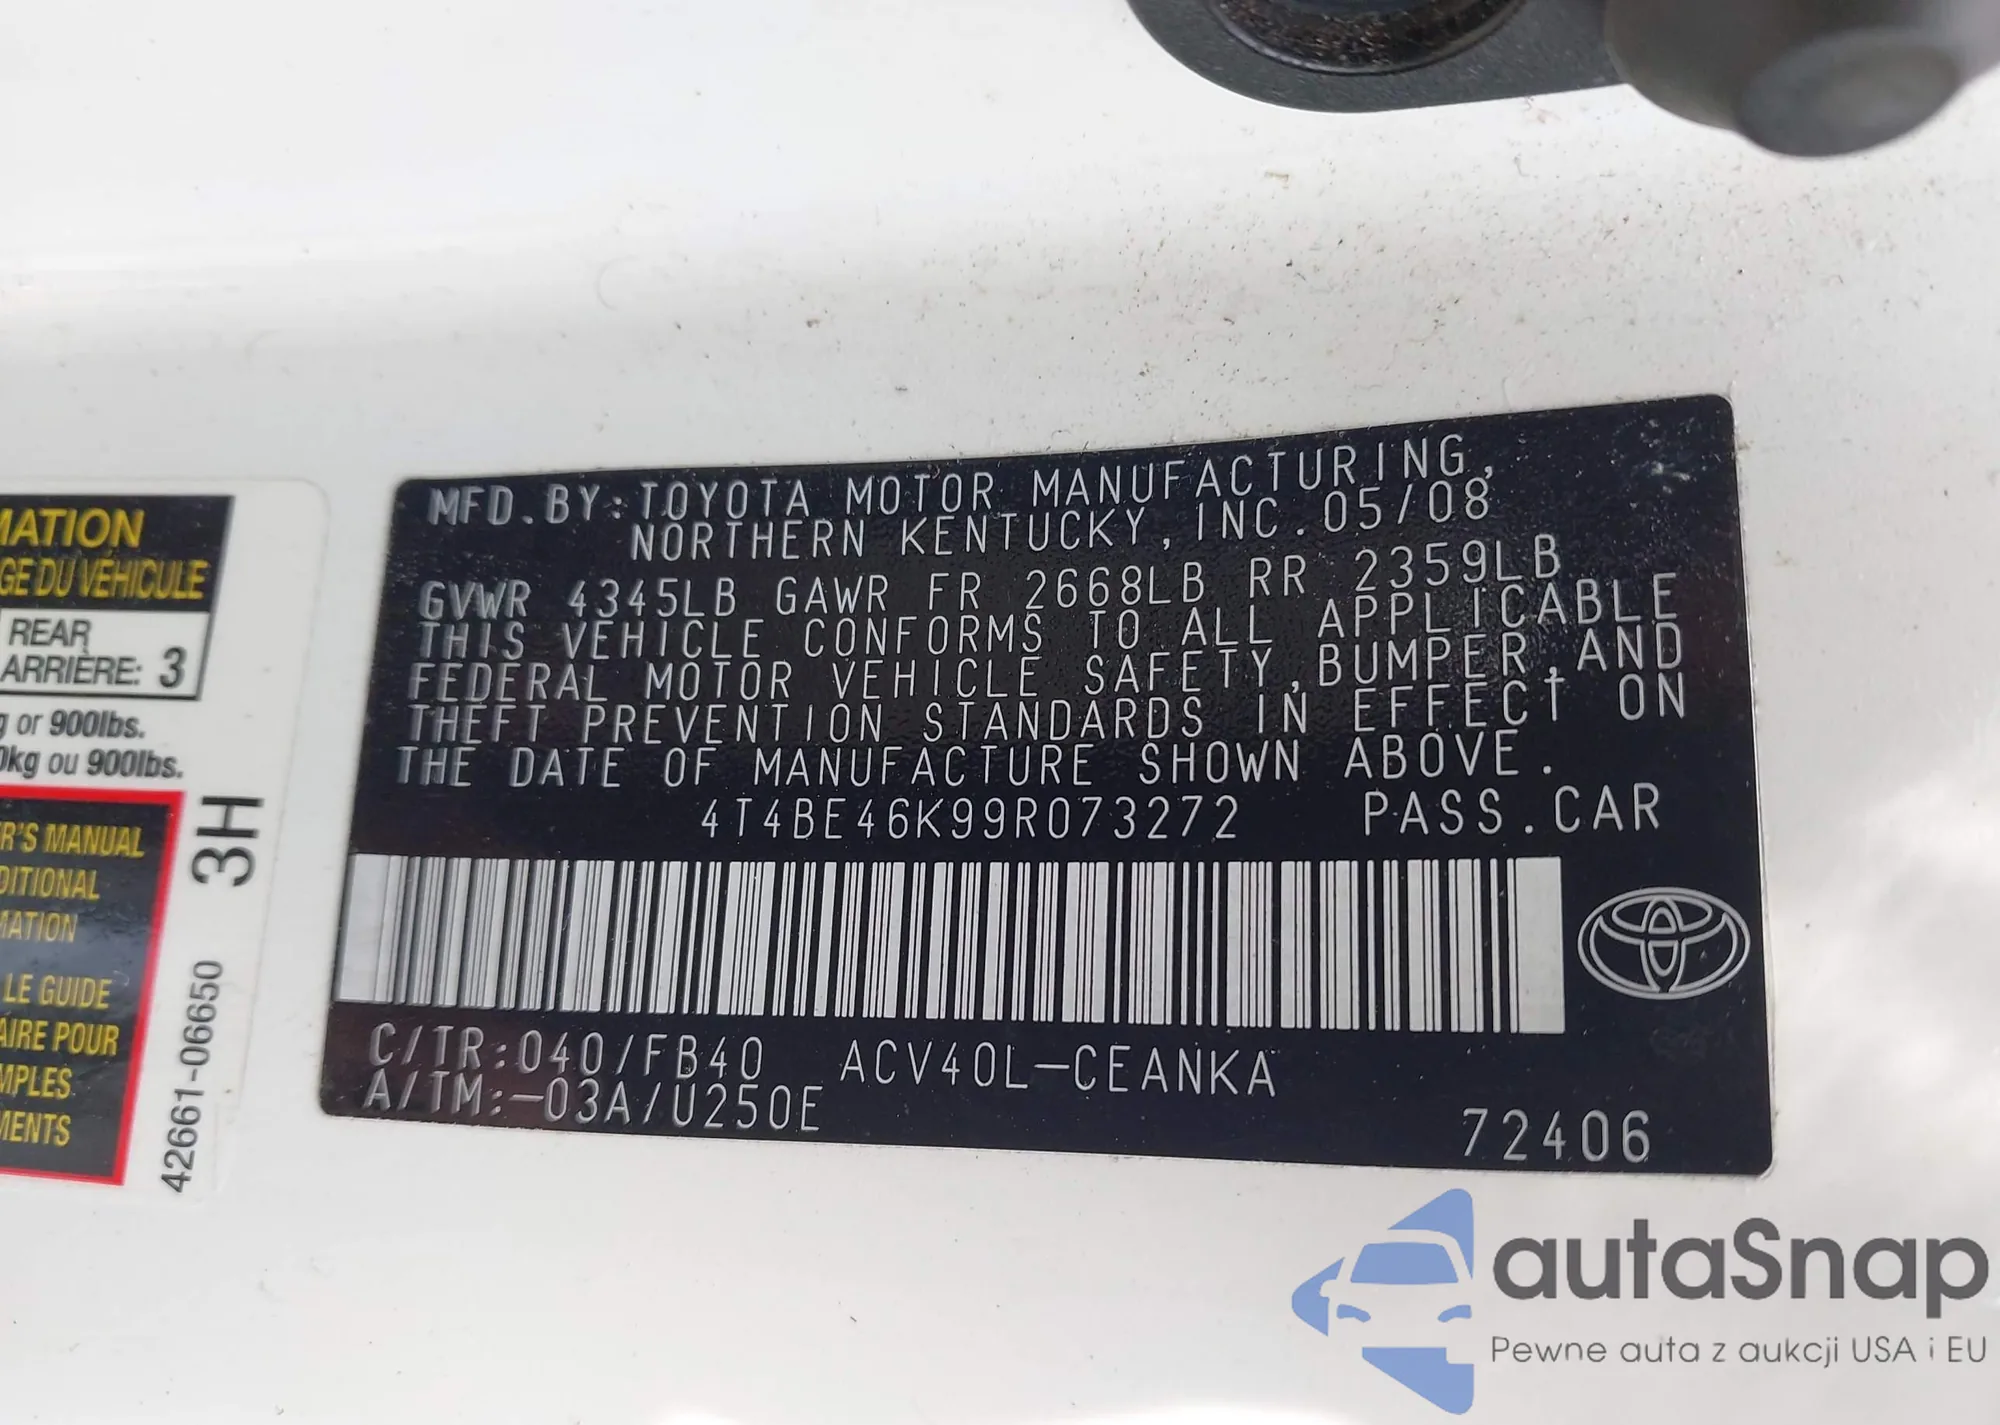 MATION
GE DU VÉHICULE
REAR
ARRIÈRE: 3
g or 900lbs.
0kg ou 900lbs.
R'S MANUAL
DITIONAL
MATION
LE GUIDE
AIRE POUR
MPLES
MENTS
3H
42661-06650
MFD.BY:TOYOTA MOTOR MANUFACTURING,
NORTHERN KENTUCKY,INC.05/08
GVWR 4345LB GAWR FR 2668LB RR 2359LB
THIS VEHICLE CONFORMS TO ALL APPLICABLE
FEDERAL MOTOR VEHICLE SAFETY,BUMPER,AND
THEFT PREVENTION STANDARDS IN EFFECT ON
THE DATE OF MANUFACTURE SHOWN ABOVE.
4T4BE46K99R073272 PASS.CAR
C/TR:040/FB40 ACV40L-CEANKA
A/TM:-03A/U250E
72406
autaSnap
Pewne auta z aukcji USA i EU